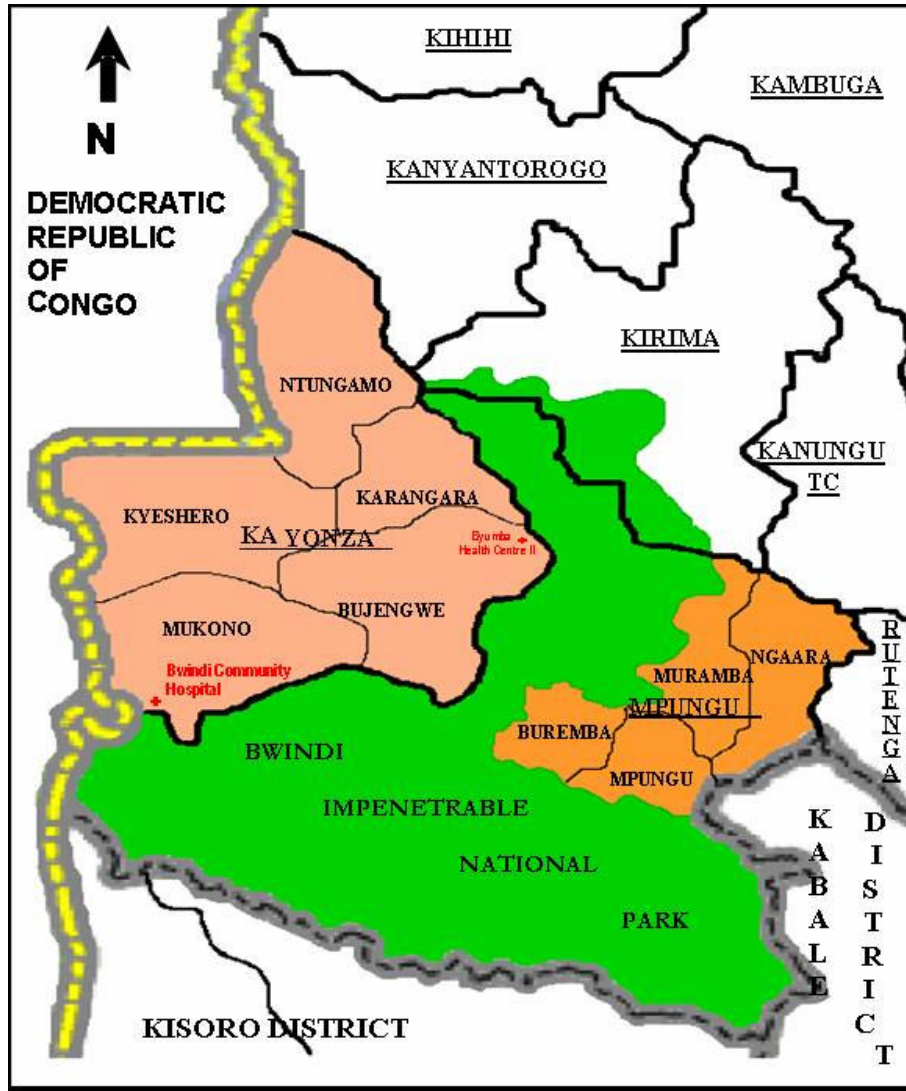 KIHIHI
KAMBUGA
N
KANYANTOROGO
DEMOCRATIC
REPUBLIC
OF
CONGO
KIRIMA
NTUNGAMO
KANUNGU
TC
KARANGARA
KYESHERO
KA YONZA
Byumba
Health Centre II
BUJENGWE
MUKONO
RUTENGA
NGAARA
Bwindi Community
Hospital
MURAMBA
MPUNGU
BUREMBA
BWINDI
MPUNGU
IMPENETRABLE
KABALE
DISTRICT
NATIONAL
PARK
KISORO DISTRICT